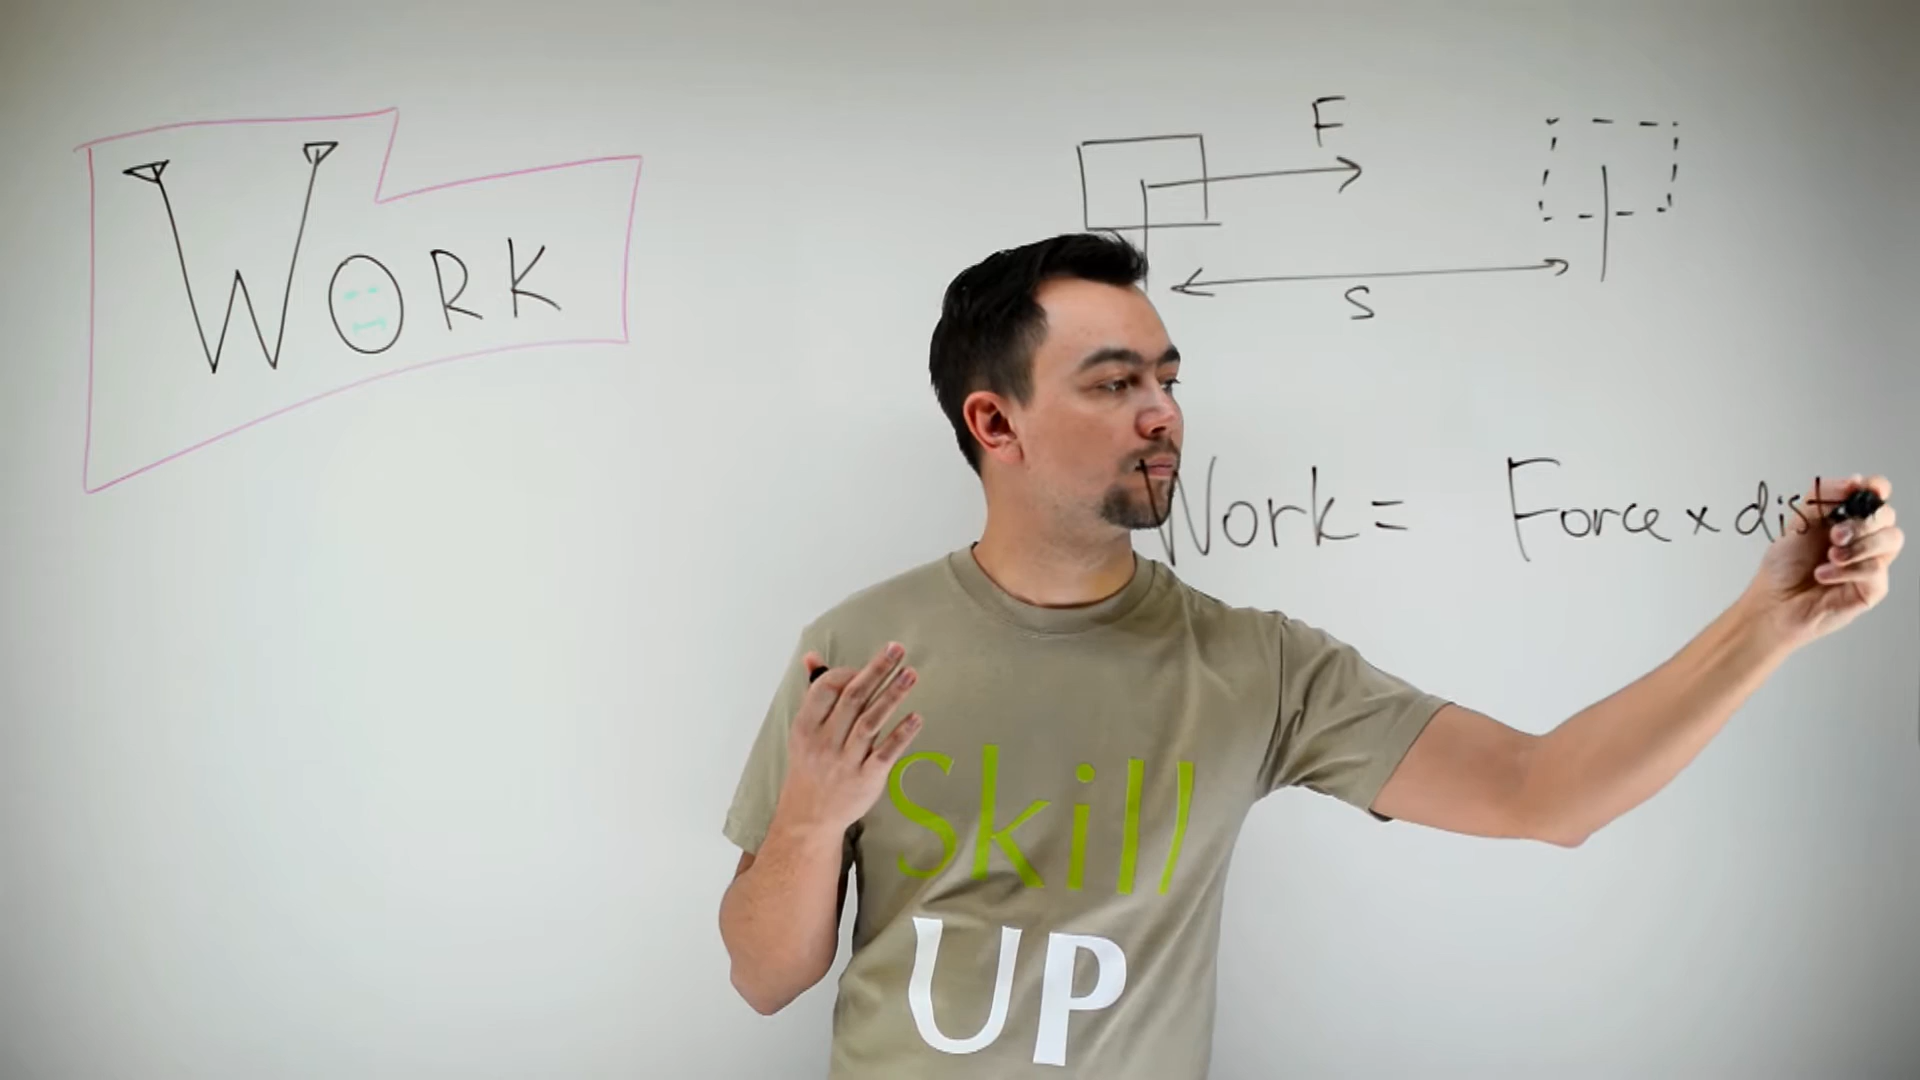 WORK
F
S
Work = Force x dist
Skill
UP